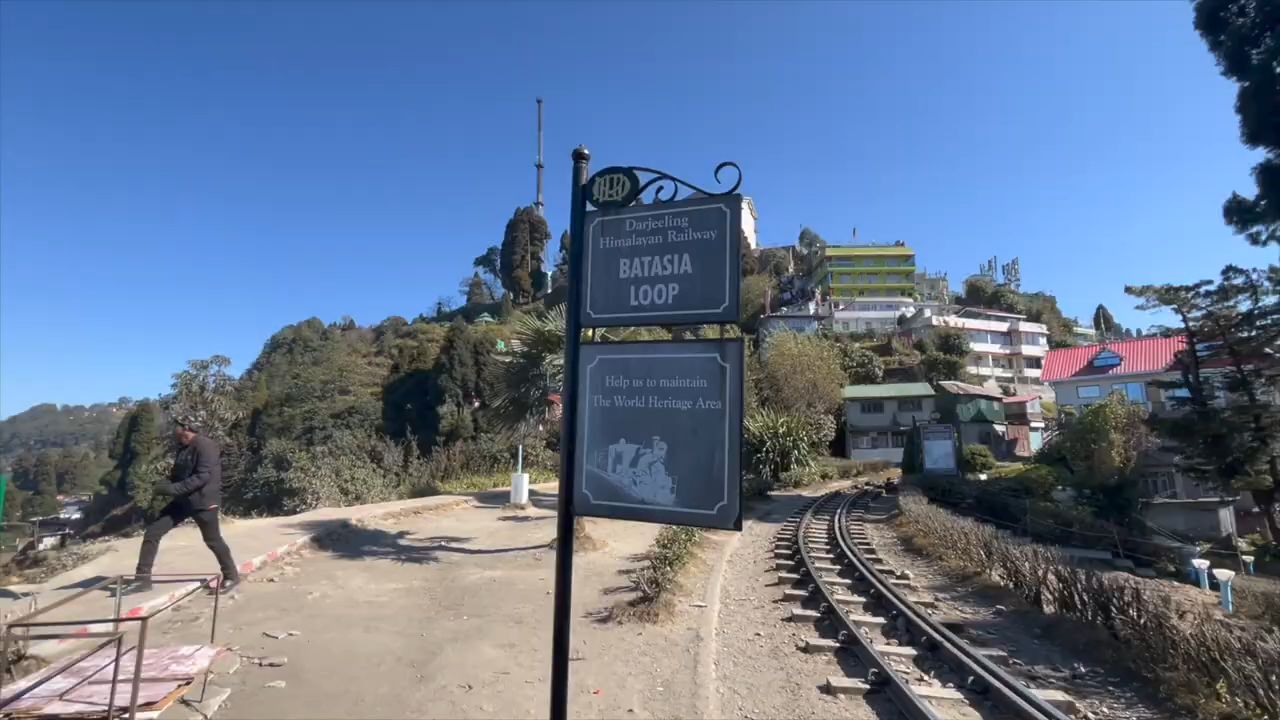 DHR
Darjeeling
Himalayan Railway
BATASIA
LOOP
Help us to maintain
The World Heritage Area